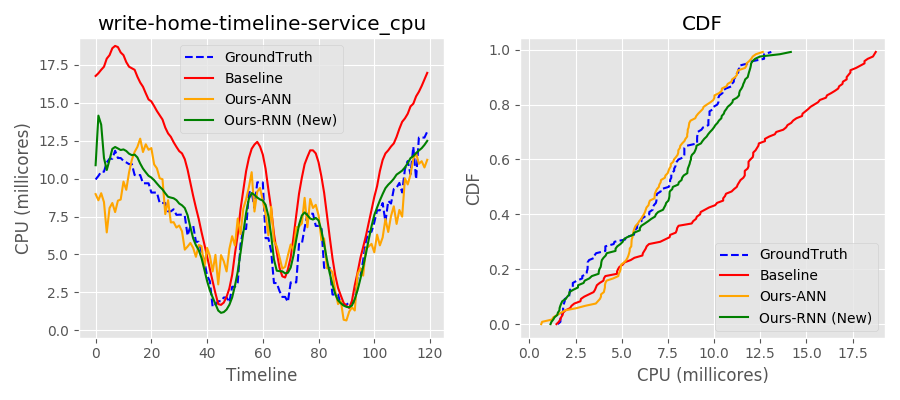 write-home-timeline-service_cpu
CPU (millicores)
17.5
15.0
12.5
10.0
7.5
5.0
2.5
0.0
GroundTruth
Baseline
Ours-ANN
Ours-RNN (New)
0 20 40 60 80 100 120
Timeline
CDF
CDF
1.0
0.8
0.6
0.4
0.2
0.0
GroundTruth
Baseline
Ours-ANN
Ours-RNN (New)
0.0 2.5 5.0 7.5 10.0 12.5 15.0 17.5
CPU (millicores)